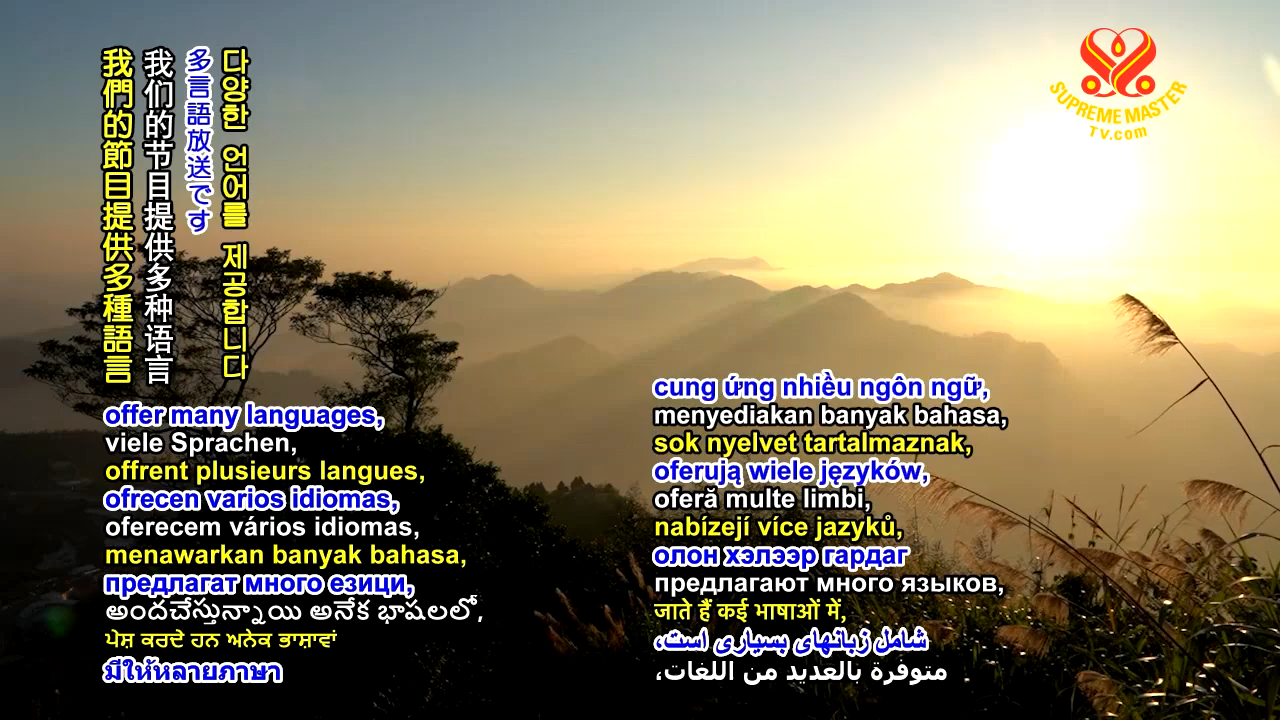 我們的節目提供多種語言
我们的节目提供多种语言
多言語放送です
다양한 언어를 제공합니다
SUPREME MASTER
TV.com
offer many languages,
viele Sprachen,
offrent plusieurs langues,
ofrecen varios idiomas,
oferecem vários idiomas,
menawarkan banyak bahasa,
предлагат много езици,
అందచేస్తున్నాయి అనేక భాషలలో,
ਪੇਸ਼ ਕਰਦੇ ਹਨ ਅਨੇਕ ਭਾਸ਼ਾਵਾਂ
มีให้หลายภาษา
cung ứng nhiều ngôn ngữ,
menyediakan banyak bahasa,
sok nyelvet tartalmaznak,
oferują wiele języków,
oferă multe limbi,
nabízejí více jazyků,
олон хэлээр гардаг
предлагают много языков,
जाते हैं कई भाषाओं में,
شامل زبانهای بسیاری است،
متوفرة بالعديد من اللغات،